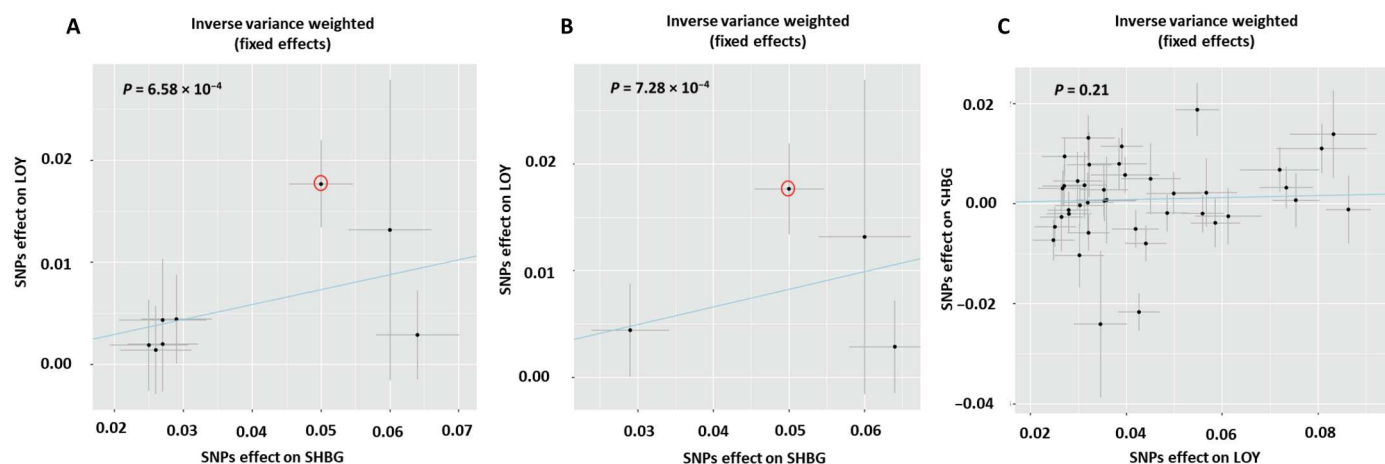 A
Inverse variance weighted
(fixed effects)
P = 6.58 × 10⁻⁴
SNPs effect on LOY
0.02
0.01
0.00
0.02
0.03
0.04
0.05
0.06
0.07
SNPs effect on SHBG
B
Inverse variance weighted
(fixed effects)
P = 7.28 × 10⁻⁴
SNPs effect on LOY
0.02
0.01
0.00
0.03
0.04
0.05
0.06
SNPs effect on SHBG
C
Inverse variance weighted
(fixed effects)
P = 0.21
SNPs effect on SHBG
0.02
0.00
−0.02
−0.04
0.02
0.04
0.06
0.08
SNPs effect on LOY